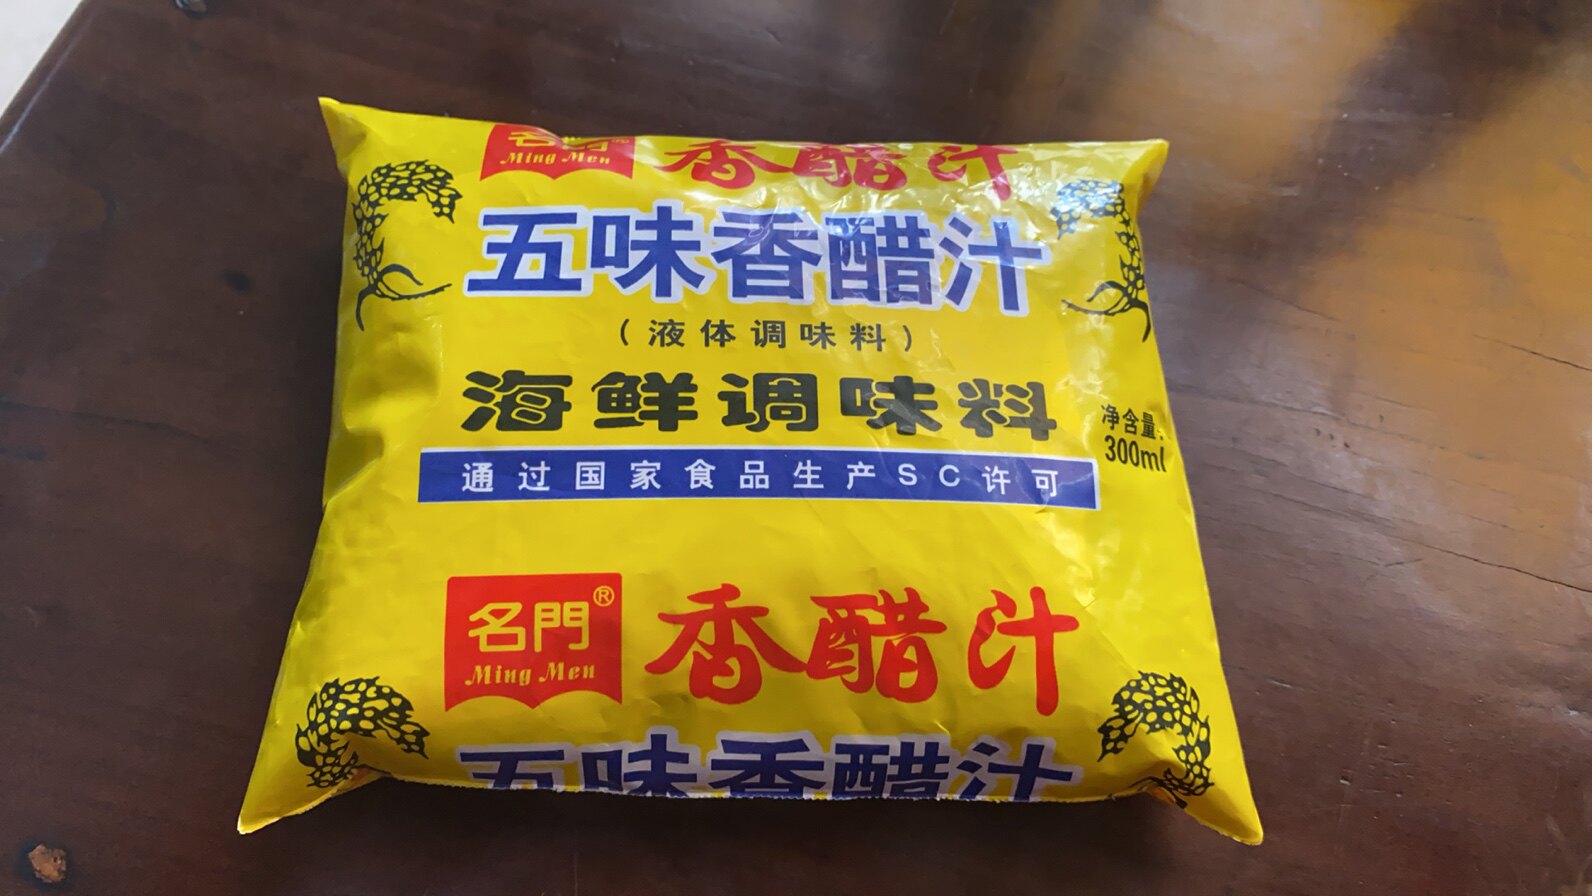 名門 香醋汁
Ming Men
五味香醋汁
（液体调味料）
海鲜调味料
净含量：
300ml
通过国家食品生产SC许可
名門® 香醋汁
Ming Men
五味香醋汁